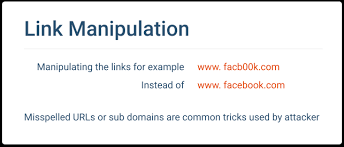 Link Manipulation
Manipulating the links for example www. facb00k.com
Instead of www. facebook.com
Misspelled URLs or sub domains are common tricks used by attacker